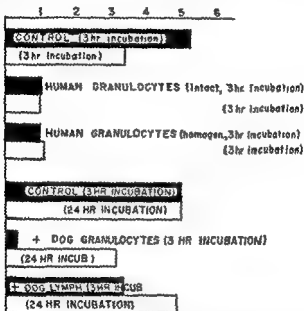 1 2 3 4 5 6
CONTROL (3hr incubation)
(3hr incubation)
HUMAN GRANULOCYTES (intact, 3hr incubation)
(3hr incubation)
HUMAN GRANULOCYTES (homogen, 3hr incubation)
(3hr incubation)
CONTROL (3HR INCUBATION)
(24 HR INCUBATION)
+ DOG GRANULOCYTES (3 HR INCUBATION)
(24 HR INCUB)
+ DOG LYMPH (3HR INCUB
(24 HR INCUBATION)